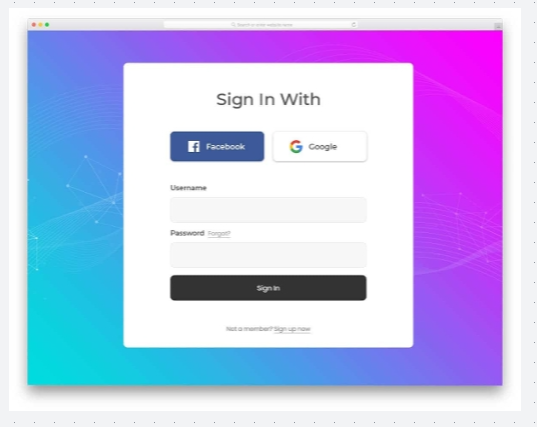 Sign In With
Facebook
Google
Username
Password Forgot?
Sign In
Not a member? Sign up now